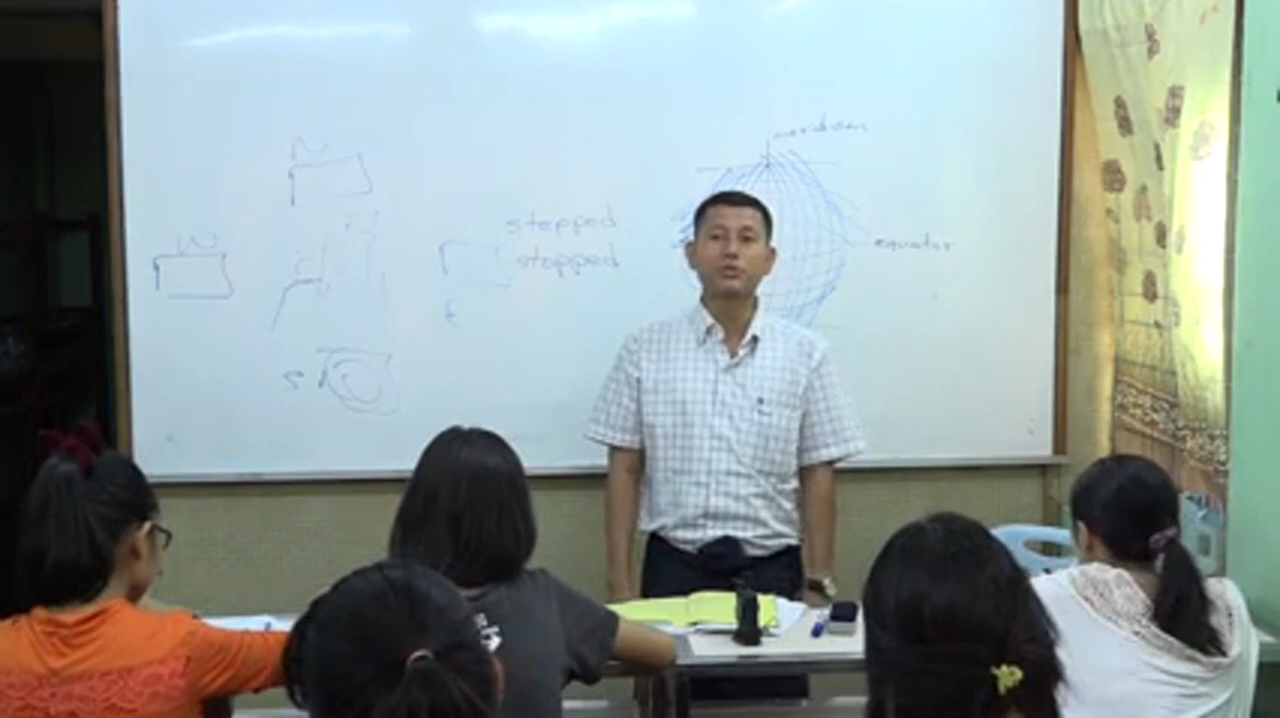 meridian
N
stepped
stopped
W
equator
S